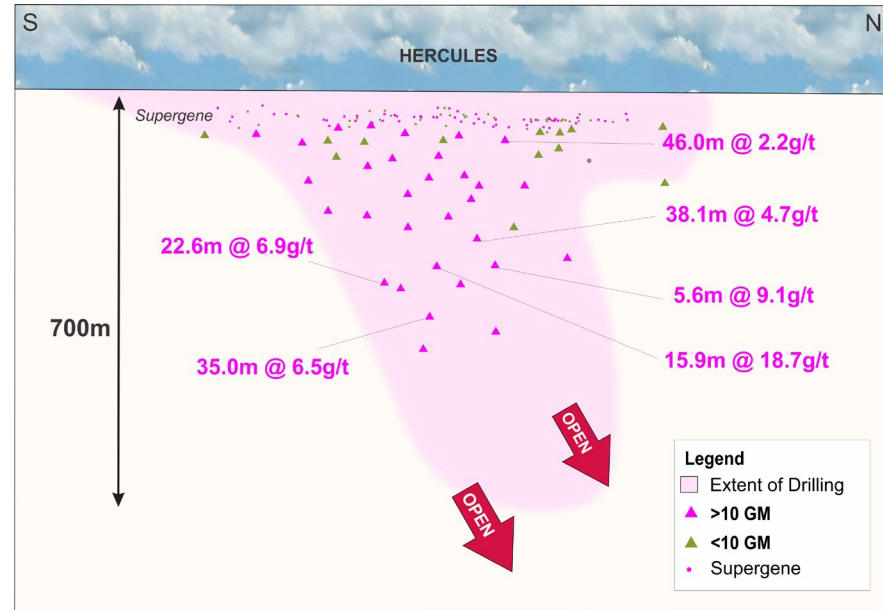 S
N
HERCULES
Supergene
46.0m @ 2.2g/t
38.1m @ 4.7g/t
22.6m @ 6.9g/t
5.6m @ 9.1g/t
700m
35.0m @ 6.5g/t
15.9m @ 18.7g/t
OPEN
OPEN
Legend
Extent of Drilling
>10 GM
<10 GM
Supergene